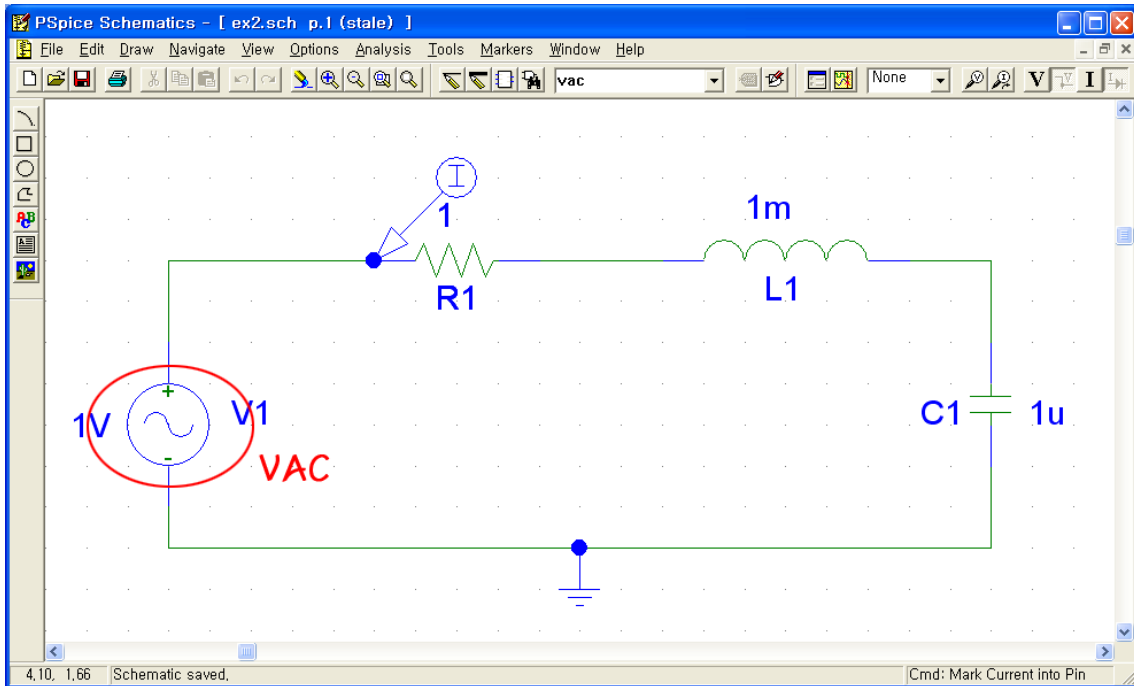 PSpice Schematics - [ ex2.sch p.1 (stale) ]
File Edit Draw Navigate View Options Analysis Tools Markers Window Help
vac
None
V
I
ABC
I
1
1m
R1
L1
1V
V1
VAC
C1
1u
4,10, 1,66 Schematic saved,
Cmd: Mark Current into Pin